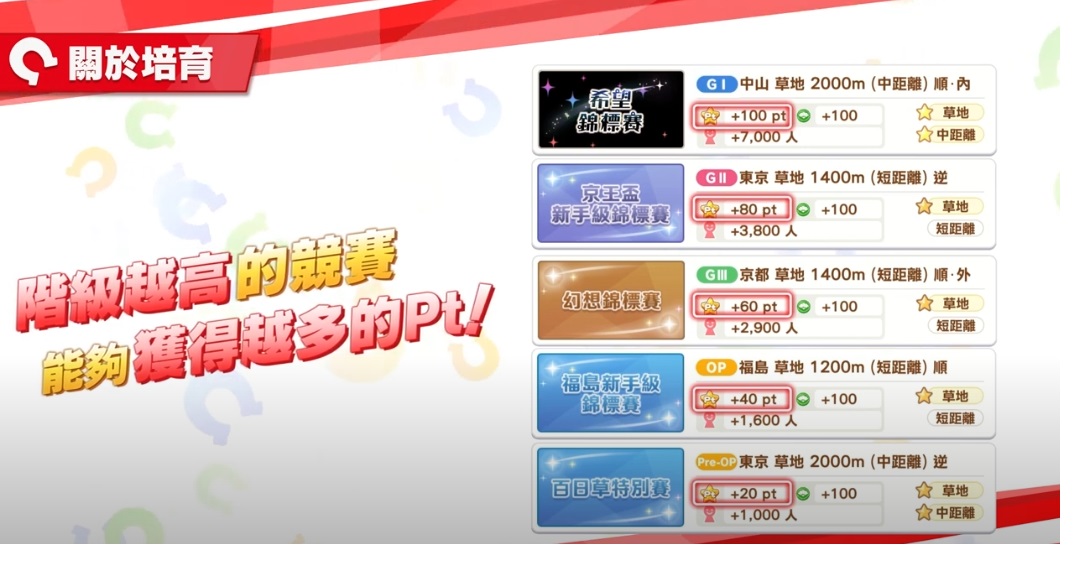 關於培育
階級越高的競賽
能夠獲得越多的Pt!
希望
錦標賽
GI 中山 草地 2000m (中距離) 順·內
+100 pt +100
+7,000 人
草地
中距離
京王盃
新手級錦標賽
GII 東京 草地 1400m (短距離) 逆
+80 pt +100
+3,800 人
草地
短距離
幻想錦標賽
GIII 京都 草地 1400m (短距離) 順·外
+60 pt +100
+2,900 人
草地
短距離
福島新手級
錦標賽
OP 福島 草地 1200m (短距離) 順
+40 pt +100
+1,600 人
草地
短距離
百日草特別賽
Pre-OP 東京 草地 2000m (中距離) 逆
+20 pt +100
+1,000 人
草地
中距離